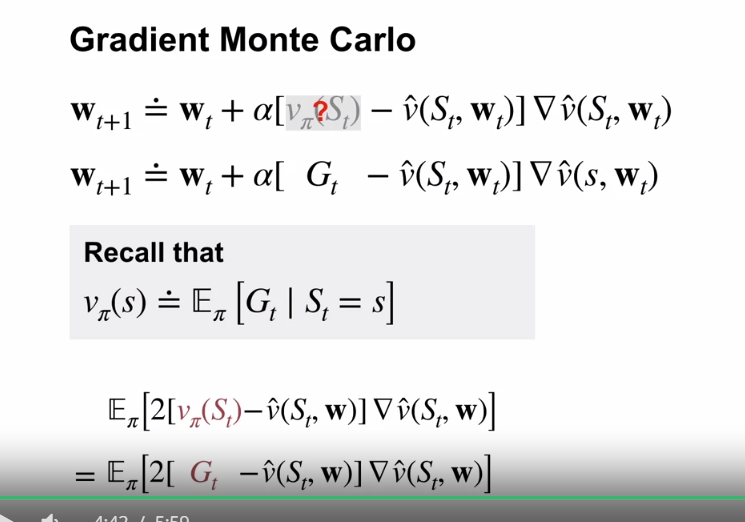 Gradient Monte Carlo
w_{t+1} ≐ w_t + α[v_π(S_t) ? − v̂(S_t, w_t)] ∇ v̂(S_t, w_t)
w_{t+1} ≐ w_t + α[ G_t − v̂(S_t, w_t)] ∇ v̂(s, w_t)
Recall that
v_π(s) ≐ 𝔼_π [G_t | S_t = s]
𝔼_π[2[v_π(S_t)−v̂(S_t, w)] ∇ v̂(S_t, w)]
= 𝔼_π[2[ G_t −v̂(S_t, w)] ∇ v̂(S_t, w)]
4:42 / 5:59